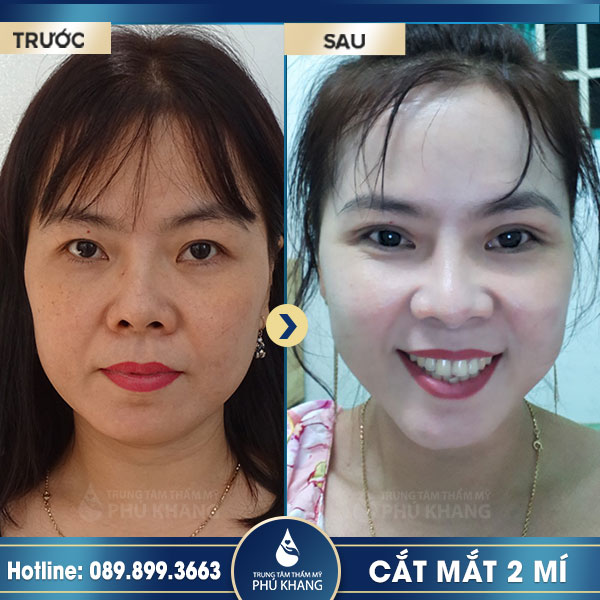 TRƯỚC
SAU
TRUNG TÂM THẨM MỸ
PHÚ KHANG
TRUNG TÂM THẨM MỸ
PHÚ KHANG
Hotline: 089.899.3663
TRUNG TÂM THẨM MỸ
PHÚ KHANG
CẮT MẮT 2 MÍ